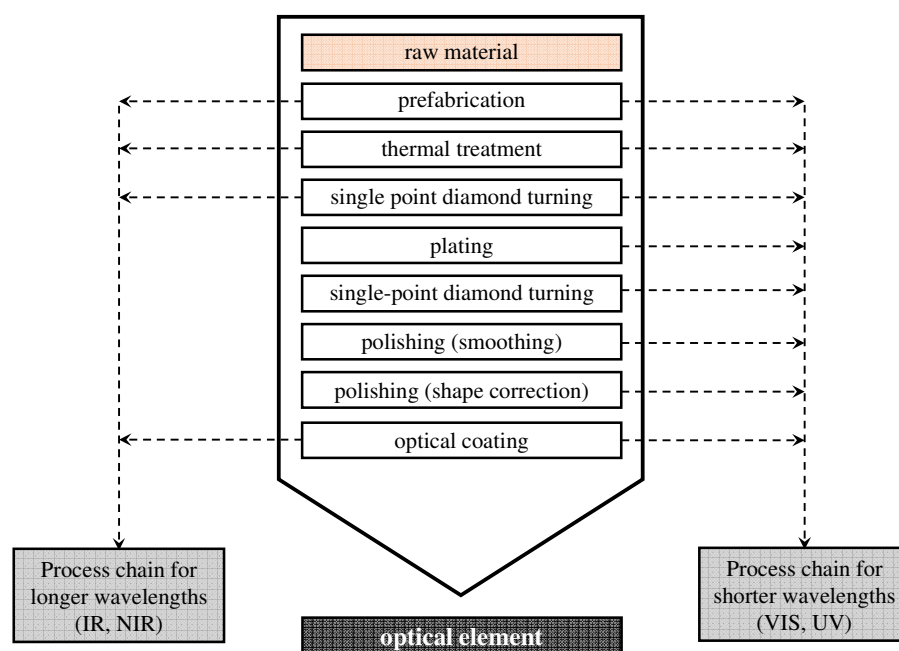 raw material
prefabrication
thermal treatment
single point diamond turning
plating
single-point diamond turning
polishing (smoothing)
polishing (shape correction)
optical coating
Process chain for
longer wavelengths
(IR, NIR)
Process chain for
shorter wavelengths
(VIS, UV)
optical element